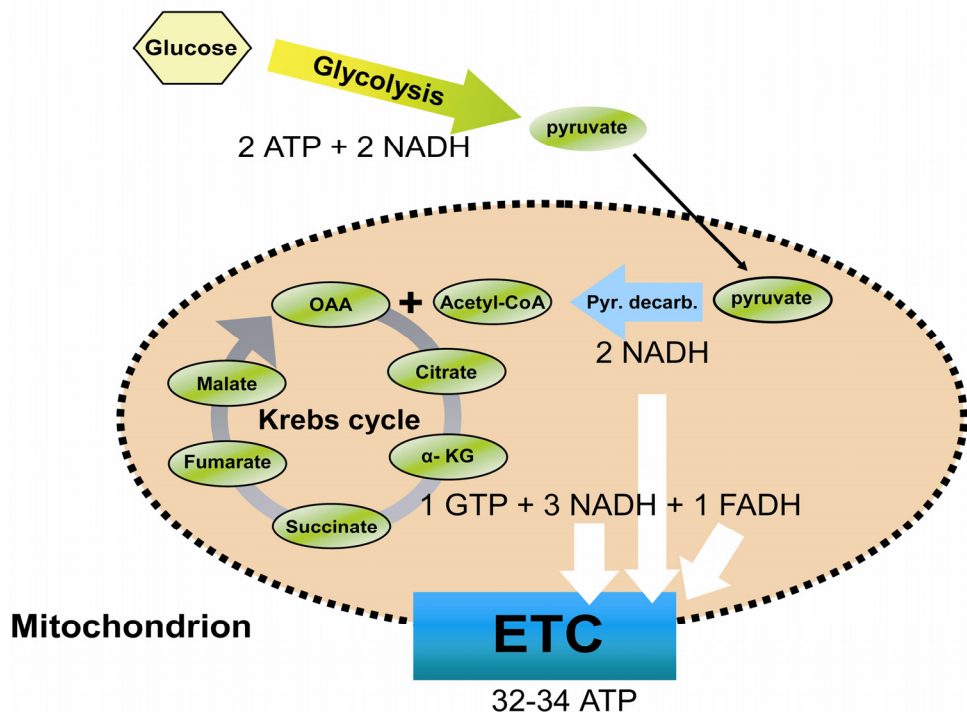 Glucose
Glycolysis
2 ATP + 2 NADH
pyruvate
OAA + Acetyl-CoA
Pyr. decarb.
pyruvate
2 NADH
Malate
Citrate
Krebs cycle
Fumarate
α- KG
1 GTP + 3 NADH + 1 FADH
Succinate
Mitochondrion
ETC
32-34 ATP